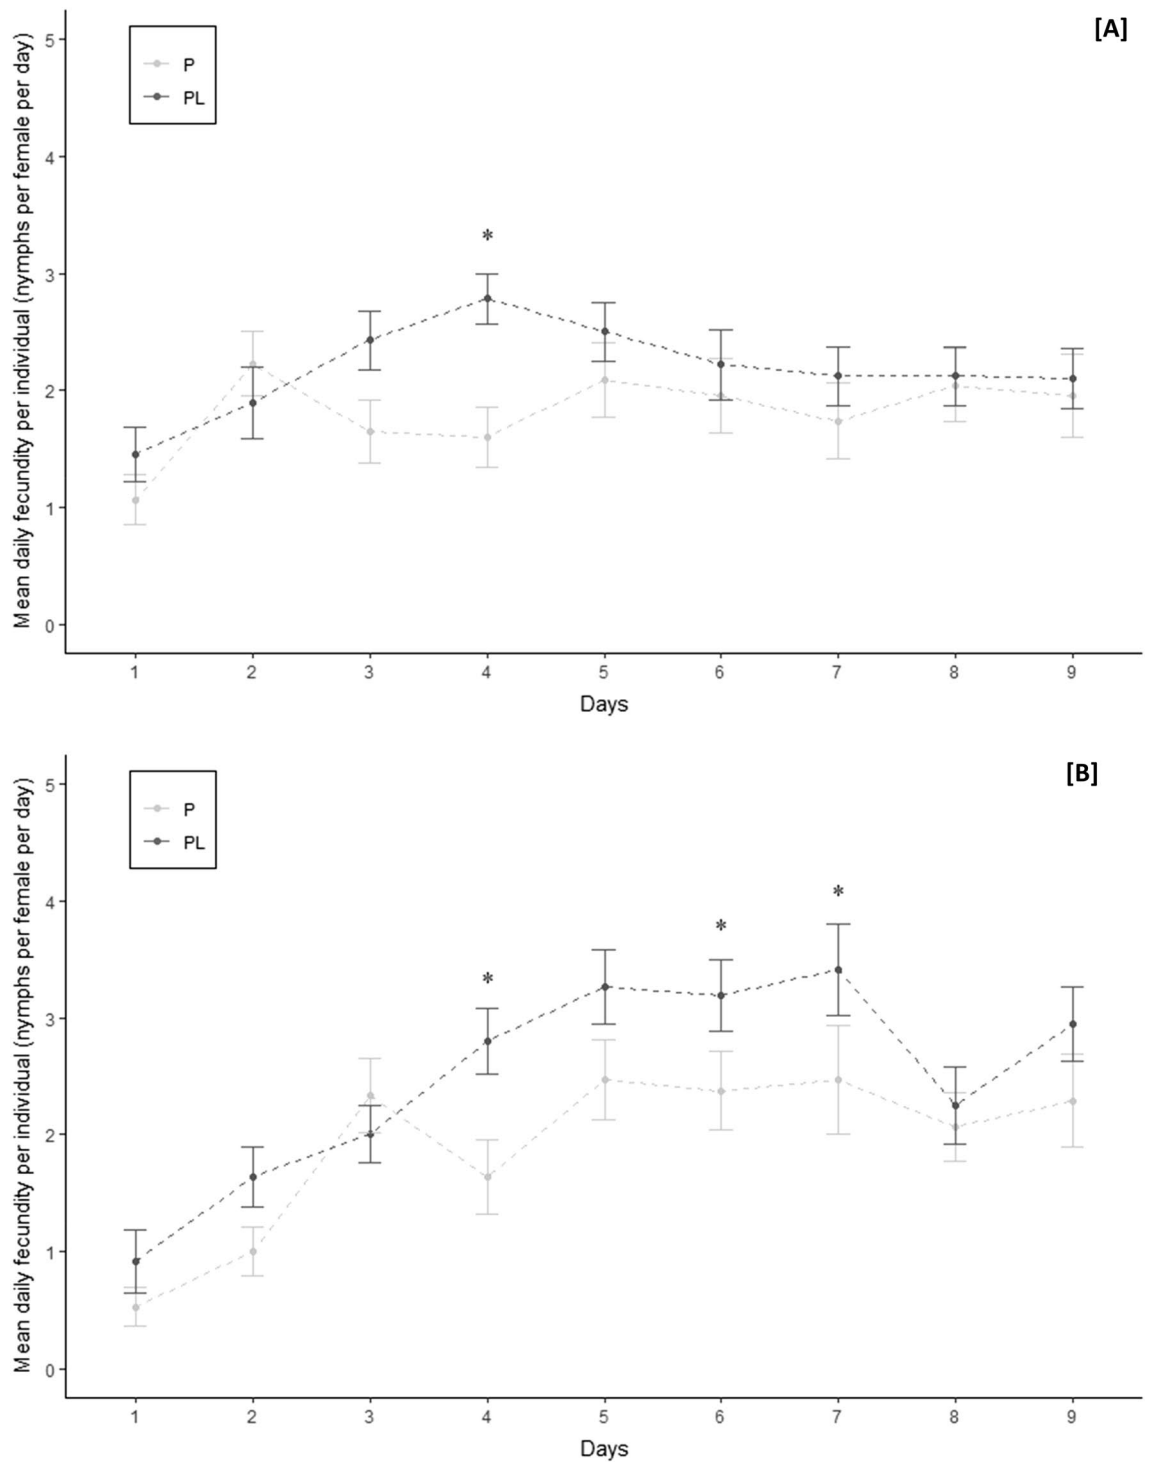 [A]
P
PL
Mean daily fecundity per individual (nymphs per female per day)
5
4
3
2
1
0
*
1 2 3 4 5 6 7 8 9
Days
[B]
P
PL
Mean daily fecundity per individual (nymphs per female per day)
5
4
3
2
1
0
* * *
1 2 3 4 5 6 7 8 9
Days